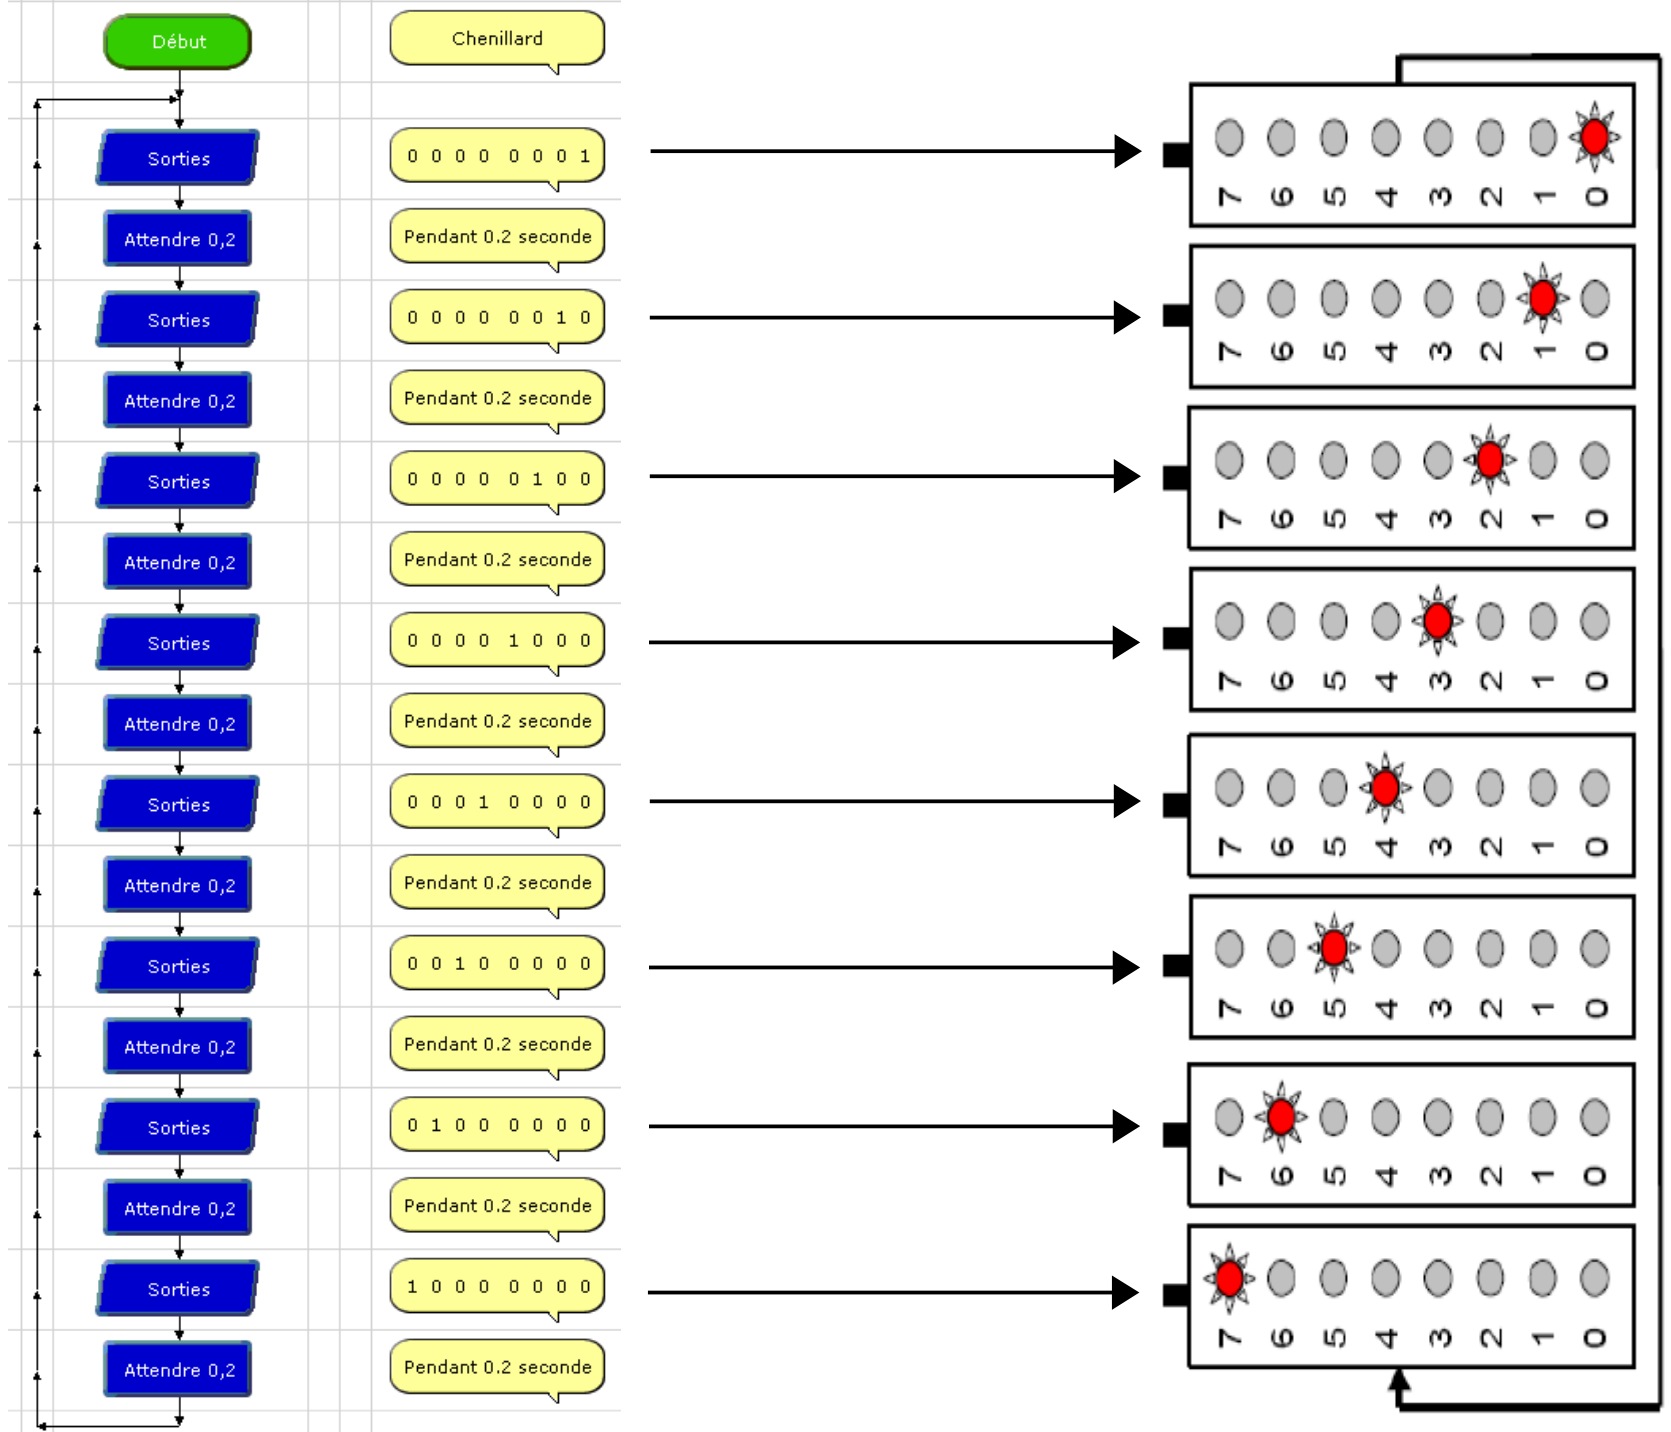 Début
Chenillard
Sorties
0 0 0 0 0 0 0 1
7 6 5 4 3 2 1 0
Attendre 0,2
Pendant 0.2 seconde
Sorties
0 0 0 0 0 0 1 0
7 6 5 4 3 2 1 0
Attendre 0,2
Pendant 0.2 seconde
Sorties
0 0 0 0 0 1 0 0
7 6 5 4 3 2 1 0
Attendre 0,2
Pendant 0.2 seconde
Sorties
0 0 0 0 1 0 0 0
7 6 5 4 3 2 1 0
Attendre 0,2
Pendant 0.2 seconde
Sorties
0 0 0 1 0 0 0 0
7 6 5 4 3 2 1 0
Attendre 0,2
Pendant 0.2 seconde
Sorties
0 0 1 0 0 0 0 0
7 6 5 4 3 2 1 0
Attendre 0,2
Pendant 0.2 seconde
Sorties
0 1 0 0 0 0 0 0
7 6 5 4 3 2 1 0
Attendre 0,2
Pendant 0.2 seconde
Sorties
1 0 0 0 0 0 0 0
7 6 5 4 3 2 1 0
Attendre 0,2
Pendant 0.2 seconde